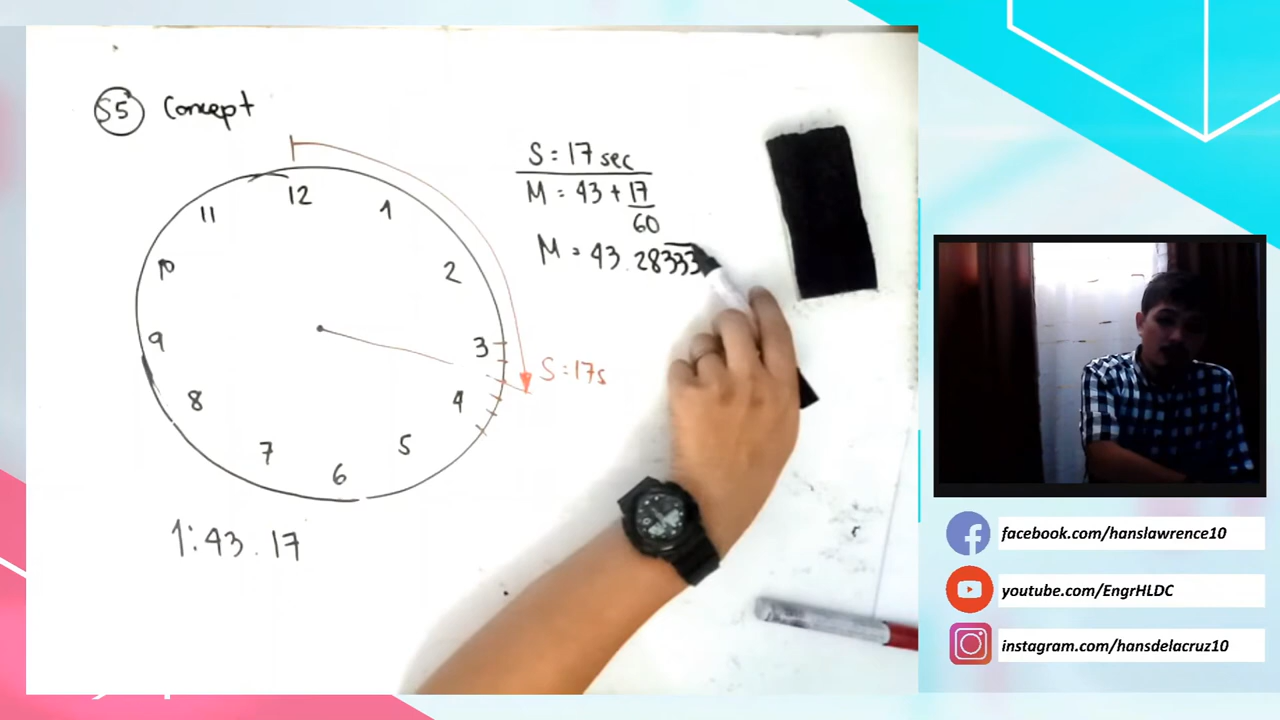 S5 Concept
S = 17 sec
M = 43 + 17/60
M = 43.28333
12
11
1
10
2
9
3
S = 17s
8
4
7
5
6
1:43.17
facebook.com/hanslawrence10
youtube.com/EngrHLDC
instagram.com/hansdelacruz10